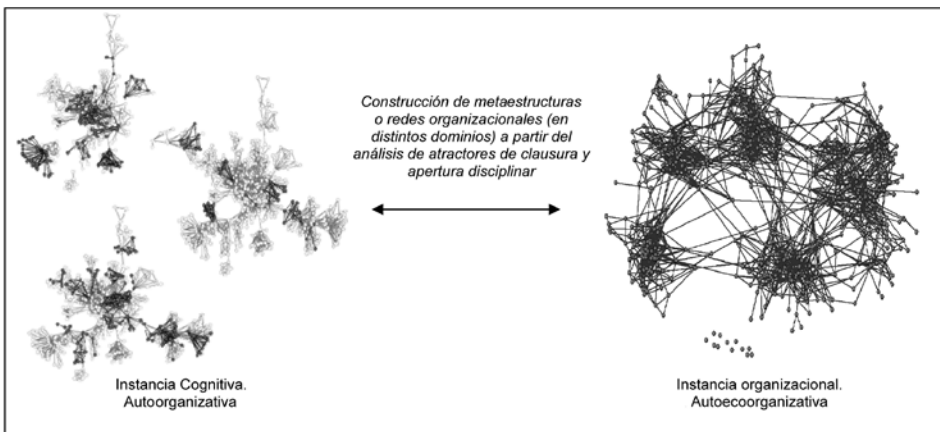 Construcción de metaestructuras
o redes organizacionales (en
distintos dominios) a partir del
análisis de atractores de clausura y
apertura disciplinar
Instancia Cognitiva.
Autoorganizativa
Instancia organizacional.
Autoecoorganizativa